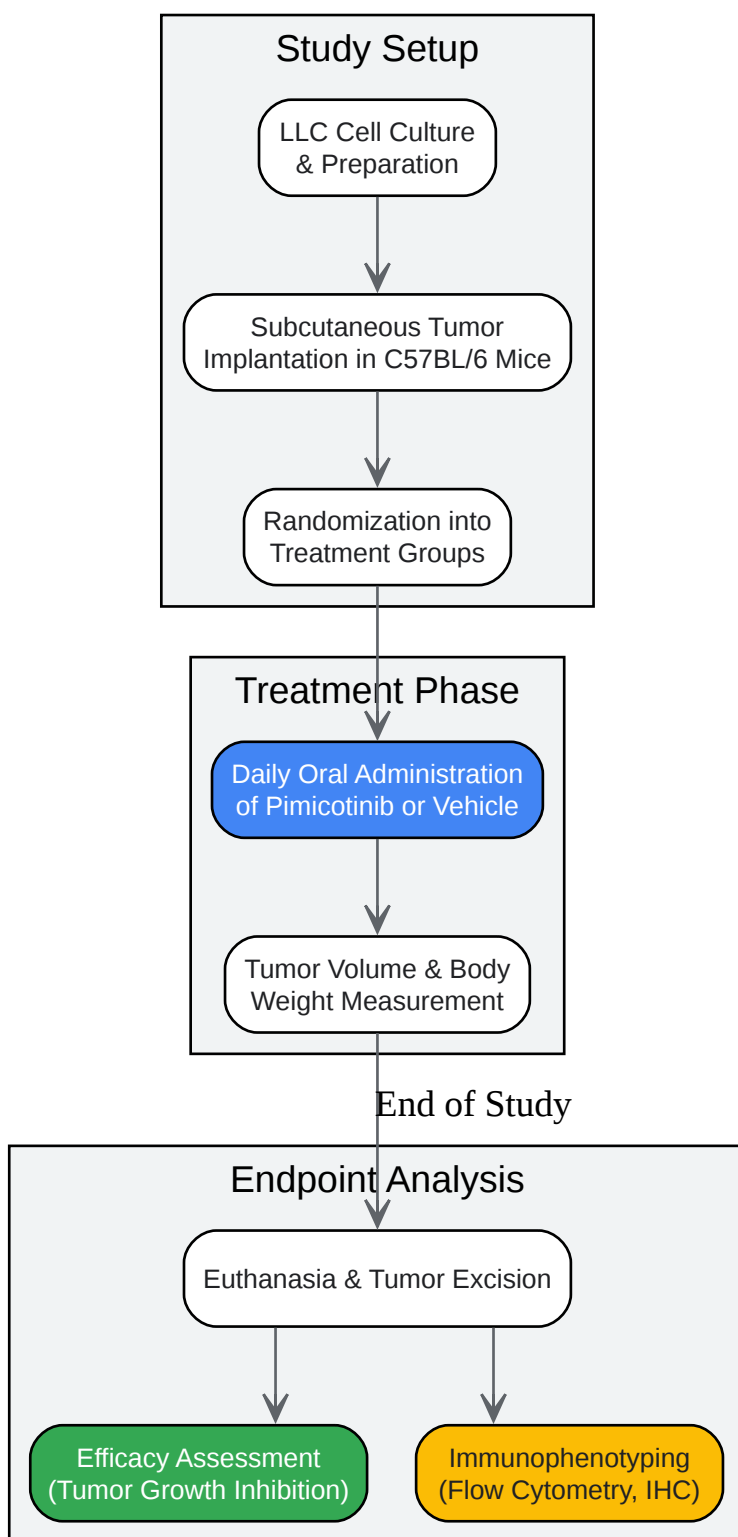 Study Setup
LLC Cell Culture
& Preparation
Subcutaneous Tumor
Implantation in C57BL/6 Mice
Randomization into
Treatment Groups
Treatment Phase
Daily Oral Administration
of Pimicotinib or Vehicle
Tumor Volume & Body
Weight Measurement
End of Study
Endpoint Analysis
Euthanasia & Tumor Excision
Efficacy Assessment
(Tumor Growth Inhibition)
Immunophenotyping
(Flow Cytometry, IHC)